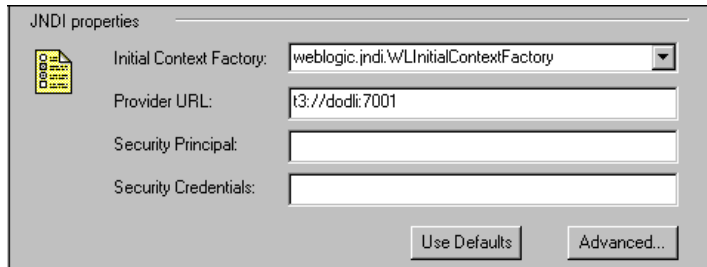 JNDI properties
Initial Context Factory: weblogic.jndi.WLInitialContextFactory
Provider URL: t3://dodli:7001
Security Principal:
Security Credentials:
Use Defaults Advanced...